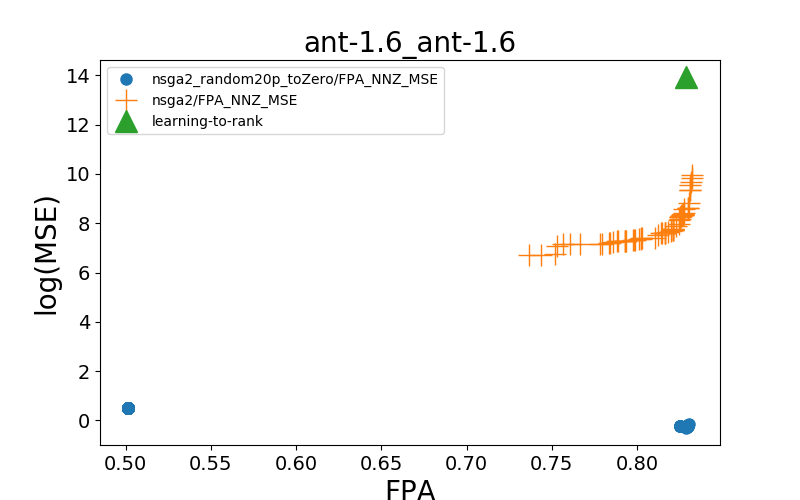 ant-1.6_ant-1.6
nsga2_random20p_toZero/FPA_NNZ_MSE
nsga2/FPA_NNZ_MSE
learning-to-rank
log(MSE)
14
12
10
8
6
4
2
0
0.50 0.55 0.60 0.65 0.70 0.75 0.80
FPA